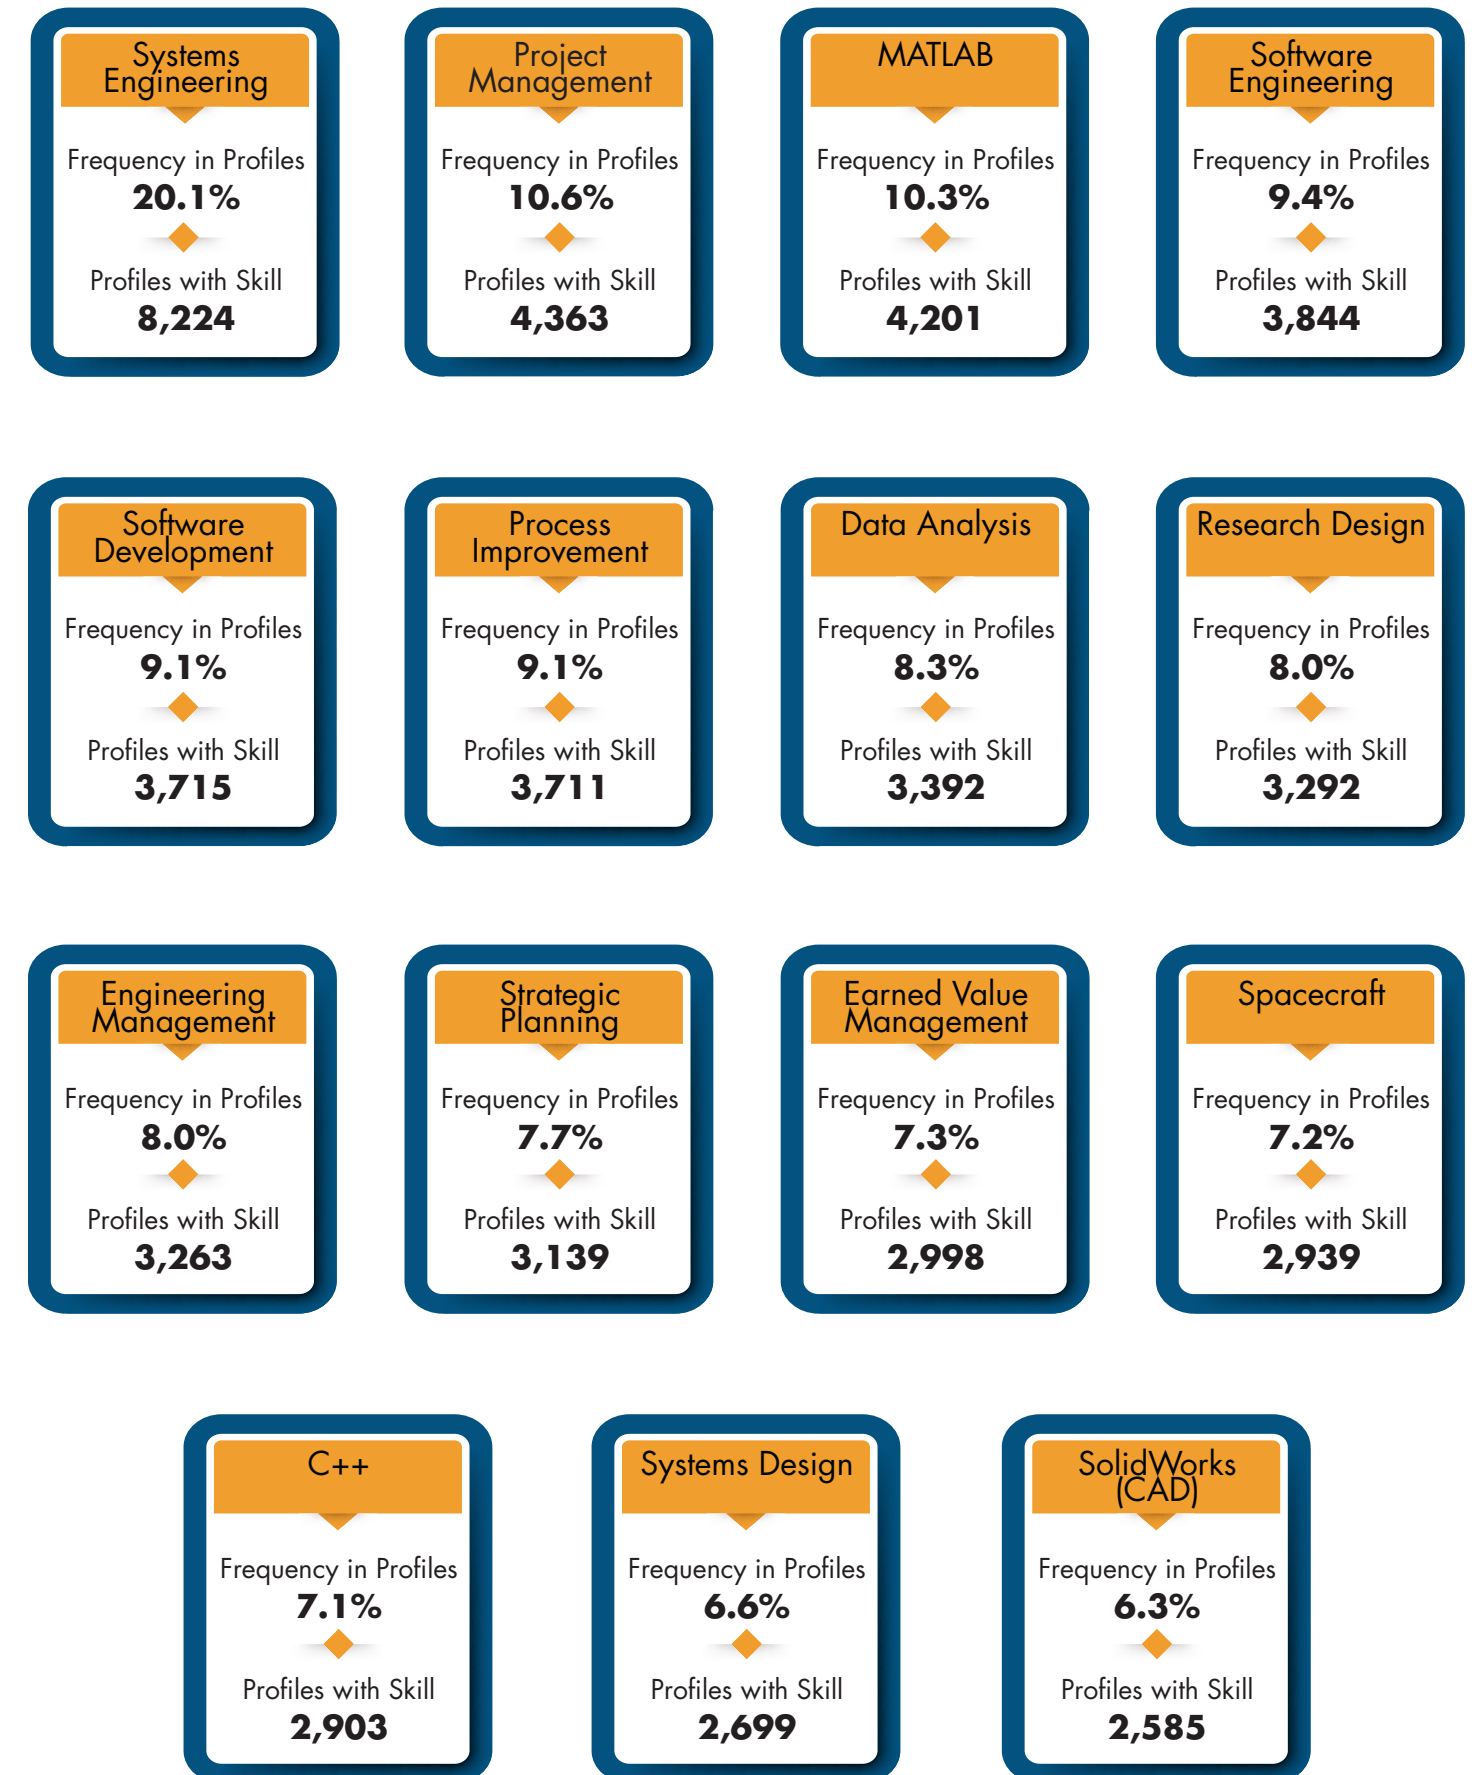 Systems
Engineering
Frequency in Profiles
20.1%
Profiles with Skill
8,224
Project
Management
Frequency in Profiles
10.6%
Profiles with Skill
4,363
MATLAB
Frequency in Profiles
10.3%
Profiles with Skill
4,201
Software
Engineering
Frequency in Profiles
9.4%
Profiles with Skill
3,844
Software
Development
Frequency in Profiles
9.1%
Profiles with Skill
3,715
Process
Improvement
Frequency in Profiles
9.1%
Profiles with Skill
3,711
Data Analysis
Frequency in Profiles
8.3%
Profiles with Skill
3,392
Research Design
Frequency in Profiles
8.0%
Profiles with Skill
3,292
Engineering
Management
Frequency in Profiles
8.0%
Profiles with Skill
3,263
Strategic
Planning
Frequency in Profiles
7.7%
Profiles with Skill
3,139
Earned Value
Management
Frequency in Profiles
7.3%
Profiles with Skill
2,998
Spacecraft
Frequency in Profiles
7.2%
Profiles with Skill
2,939
C++
Frequency in Profiles
7.1%
Profiles with Skill
2,903
Systems Design
Frequency in Profiles
6.6%
Profiles with Skill
2,699
SolidWorks
(CAD)
Frequency in Profiles
6.3%
Profiles with Skill
2,585